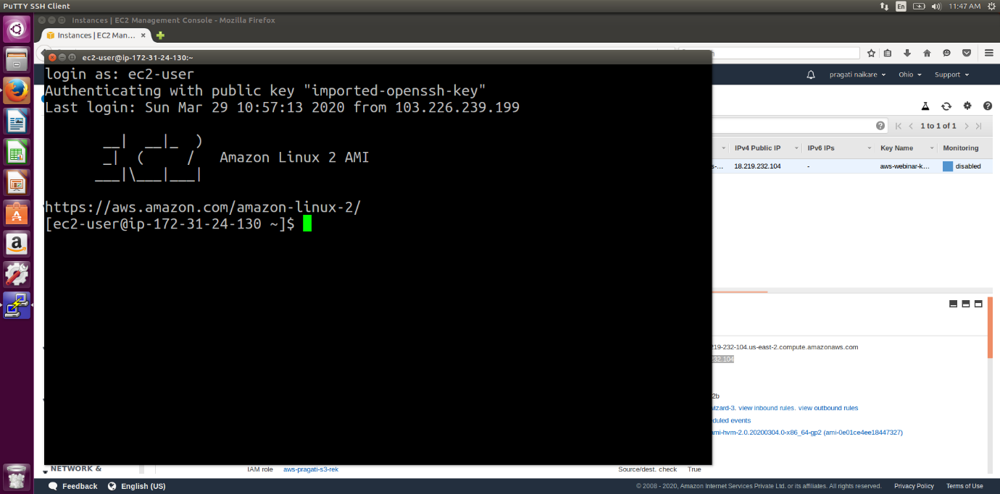 PuTTY SSH Client
En
11:47 AM
Instances | EC2 Management Console - Mozilla Firefox
Instances | EC2 Man...
ec2-user@ip-172-31-24-130:~
login as: ec2-user
Authenticating with public key "imported-openssh-key"
Last login: Sun Mar 29 10:57:13 2020 from 103.226.239.199
__|  __|_  )
_|  (     /   Amazon Linux 2 AMI
___|\___|___|
https://aws.amazon.com/amazon-linux-2/
[ec2-user@ip-172-31-24-130 ~]$
pragati naikare
Ohio
Support
1 to 1 of 1
IPv4 Public IP
IPv6 IPs
Key Name
Monitoring
s-...
18.219.232.104
-
aws-webinar-k...
disabled
219-232-104.us-east-2.compute.amazonaws.com
232.104
2b
wizard-3. view inbound rules. view outbound rules
eduled events
ami-hvm-2.0.20200304.0-x86_64-gp2 (ami-0e01ce4ee18447327)
NETWORK &
IAM role
aws-pragati-s3-rek
Source/dest. check
True
Feedback
English (US)
© 2008 - 2020, Amazon Internet Services Private Ltd. or its affiliates. All rights reserved.
Privacy Policy
Terms of Use